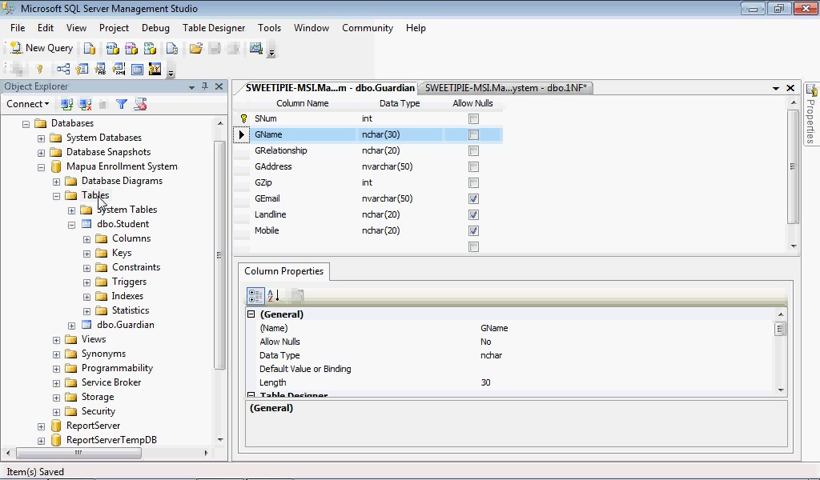 Microsoft SQL Server Management Studio
File Edit View Project Debug Table Designer Tools Window Community Help
New Query
Object Explorer
Connect
Databases
System Databases
Database Snapshots
Mapua Enrollment System
Database Diagrams
Tables
System Tables
dbo.Student
Columns
Keys
Constraints
Triggers
Indexes
Statistics
dbo.Guardian
Views
Synonyms
Programmability
Service Broker
Storage
Security
ReportServer
ReportServerTempDB
SWEETIPIE-MSI.Ma...m - dbo.Guardian SWEETIPIE-MSI.Ma...ystem - dbo.1NF*
Column Name Data Type Allow Nulls
SNum int
GName nchar(30)
GRelationship nchar(20)
GAddress nvarchar(50)
GZip int
GEmail nvarchar(50)
Landline nchar(20)
Mobile nchar(20)
Column Properties
(General)
(Name) GName
Allow Nulls No
Data Type nchar
Default Value or Binding
Length 30
Table Designer
(General)
Properties
Item(s) Saved